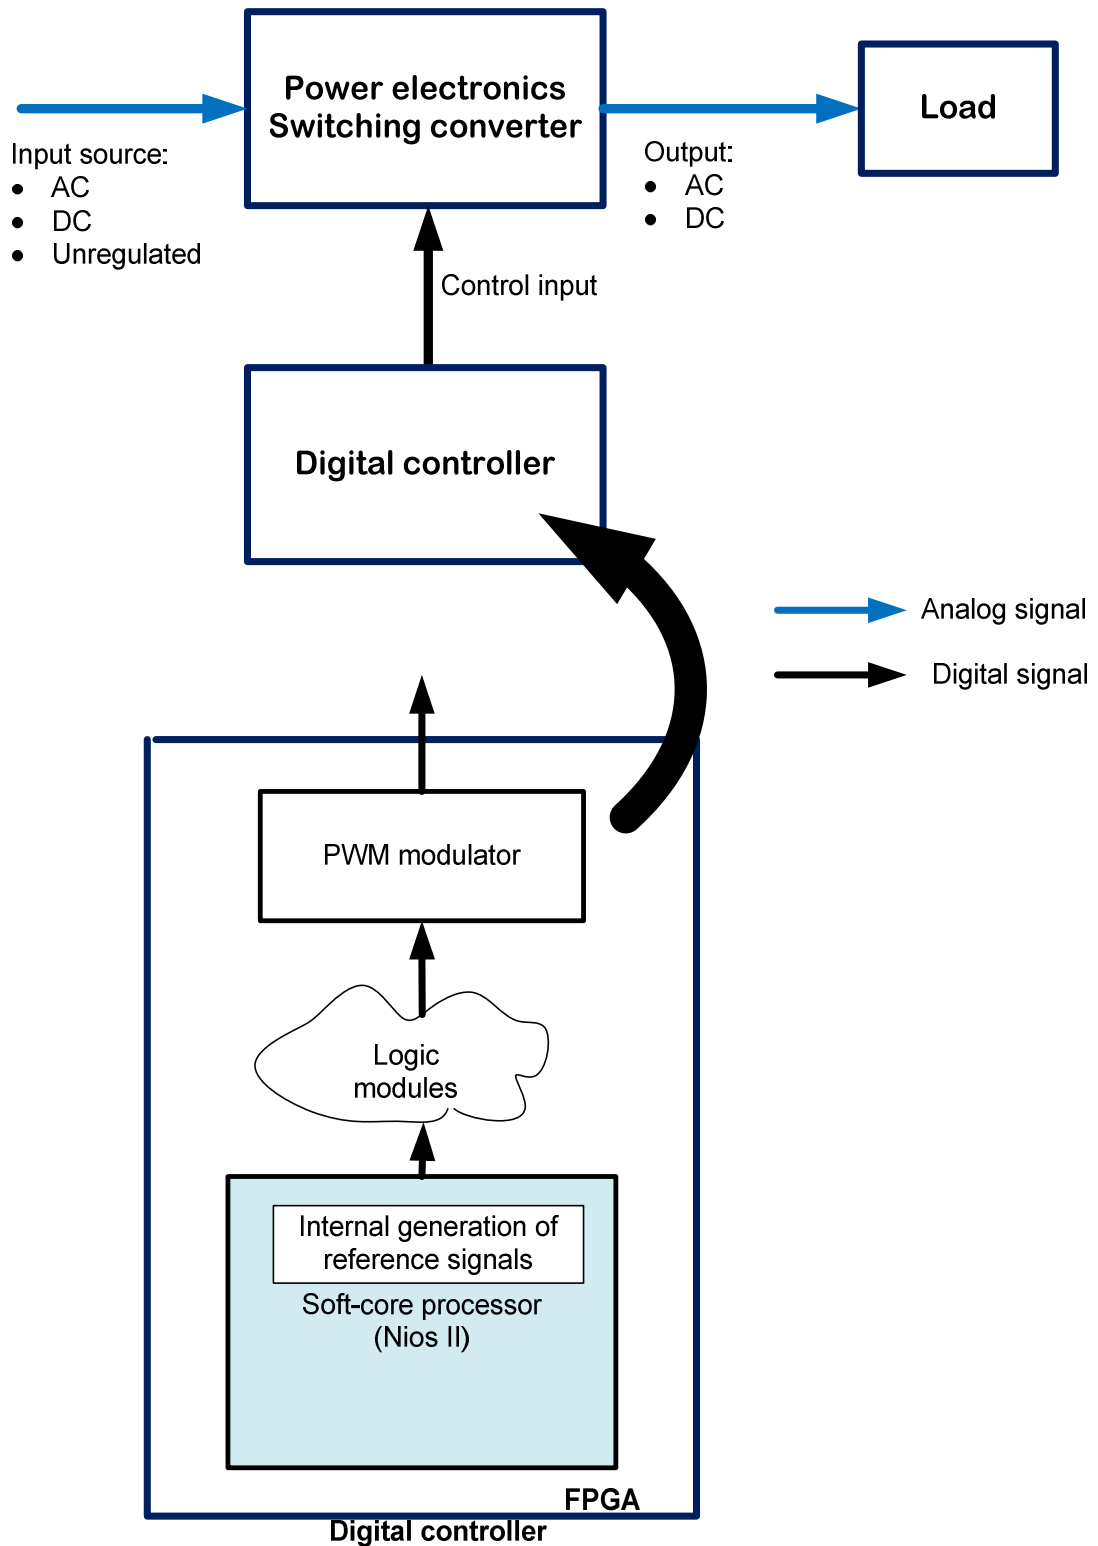 Power electronics
Switching converter
Load
Input source:
• AC
• DC
• Unregulated
Output:
• AC
• DC
Control input
Digital controller
Analog signal
Digital signal
PWM modulator
Logic
modules
Internal generation of
reference signals
Soft-core processor
(Nios II)
FPGA
Digital controller